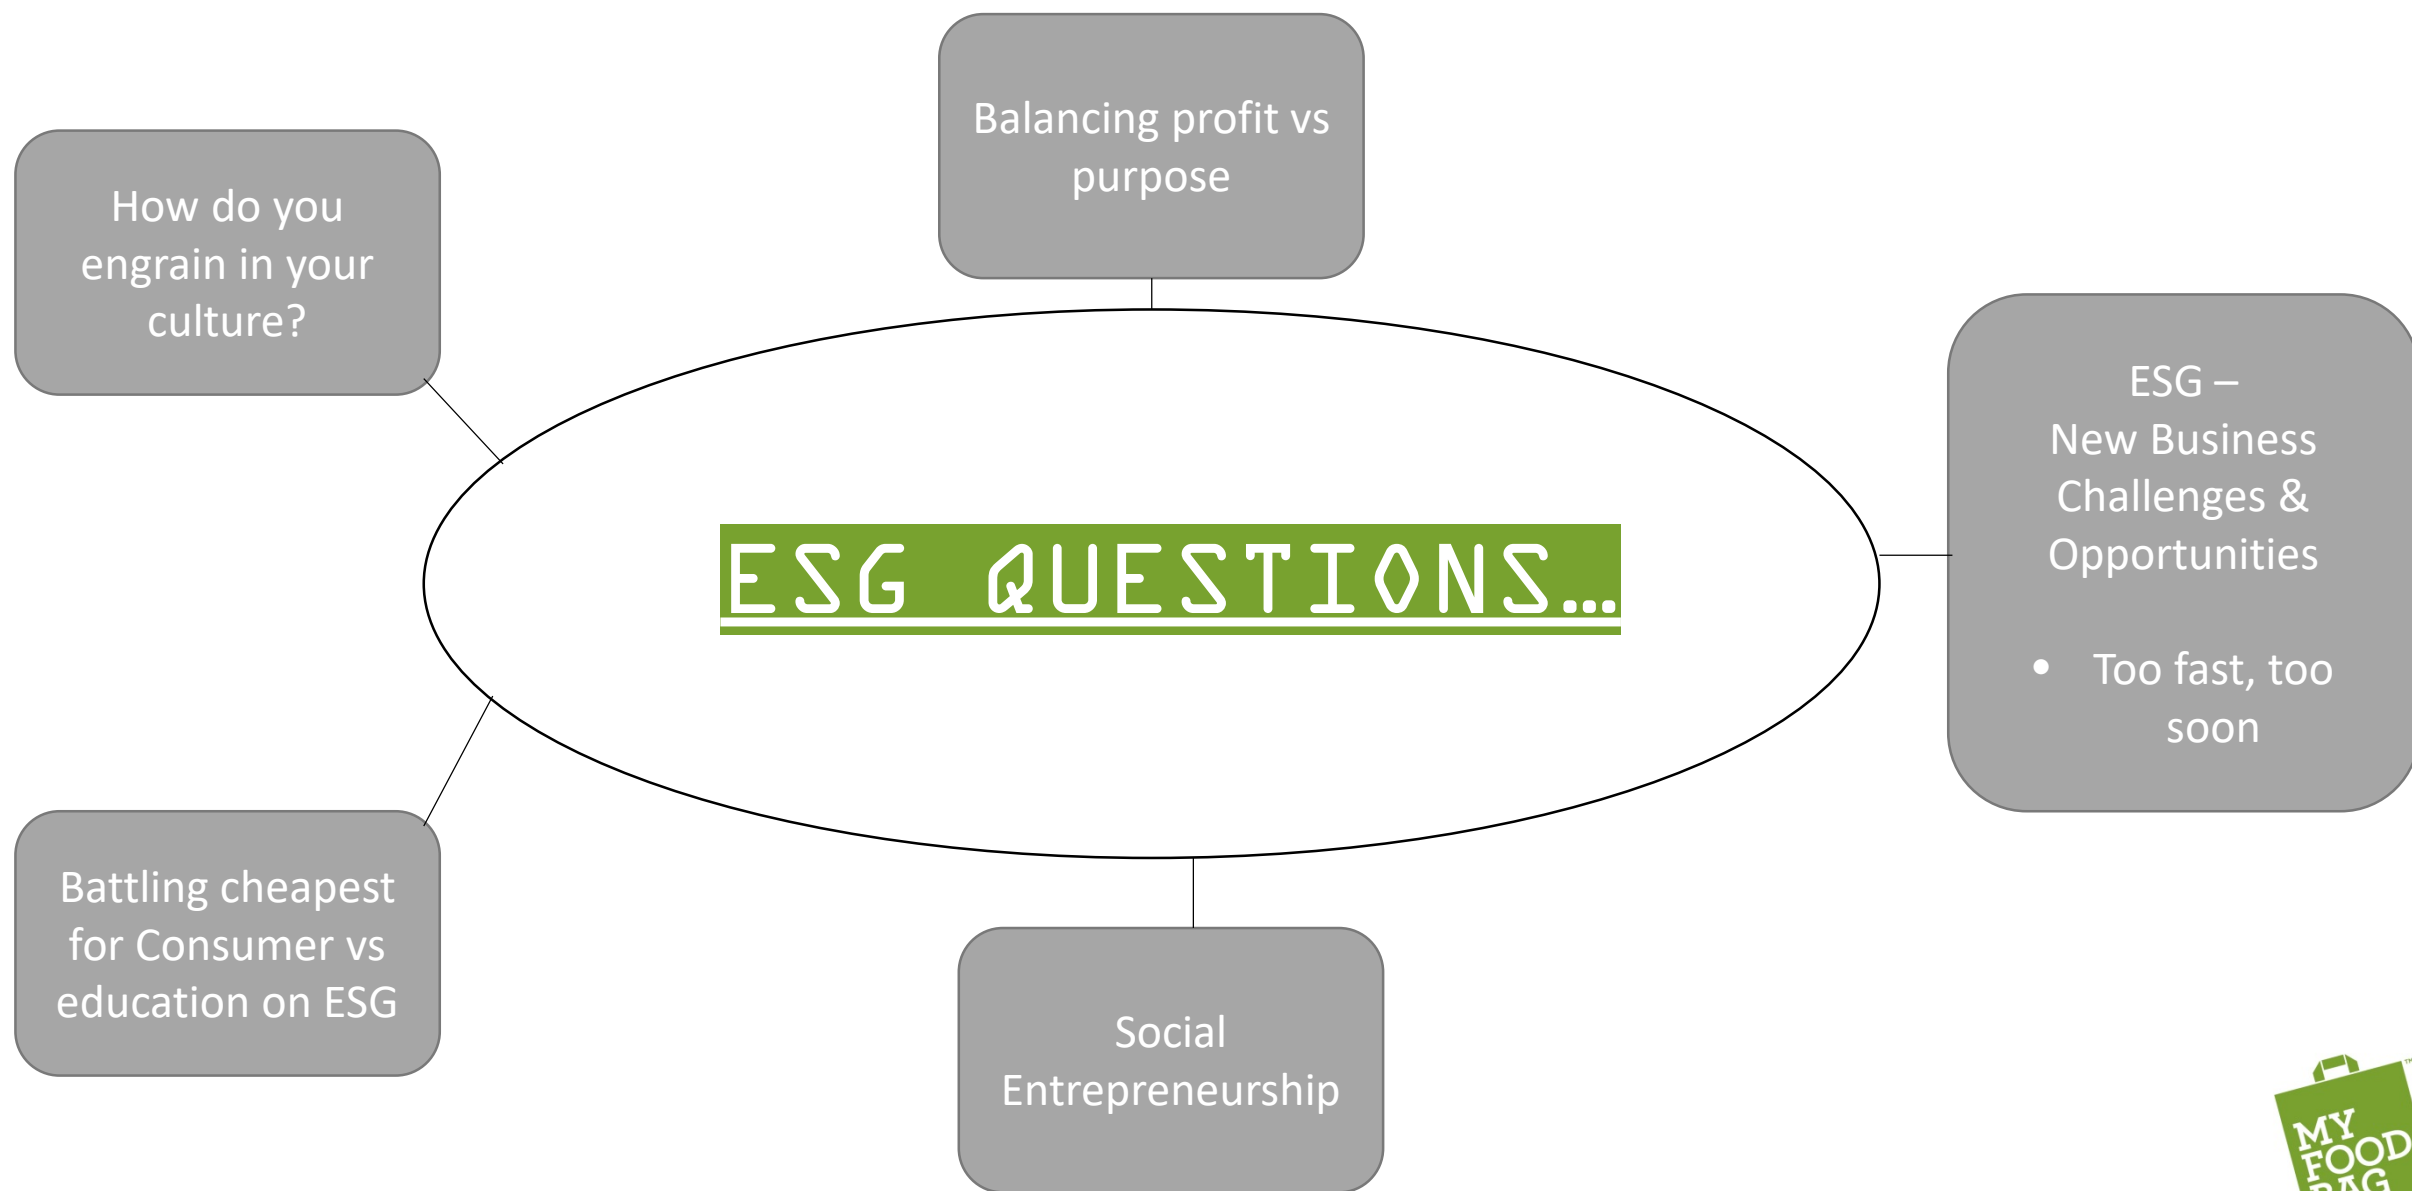 Balancing profit vs
purpose
How do you
engrain in your
culture?
ESG –
New Business
Challenges &
Opportunities
• Too fast, too
soon
ESG QUESTIONS...
Battling cheapest
for Consumer vs
education on ESG
Social
Entrepreneurship
MY
FOOD
BAG